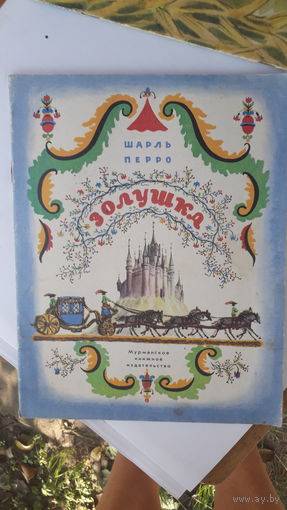 ШАРЛЬ
ПЕРРО
ЗОЛУШКА
Мурманское
книжное
издательство
www.ay.by